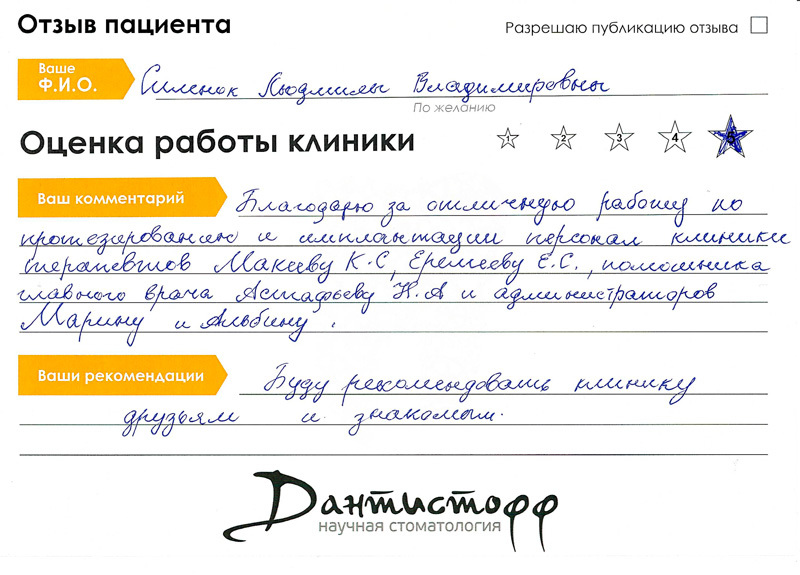 Отзыв пациента
Разрешаю публикацию отзыва
Ваше
Ф.И.О.
Силенок Людмилы Владимировны
По желанию
Оценка работы клиники
1 2 3 4 5
Ваш комментарий
Благодарю за отличную работу по
протезированию и имплантации персонал клиники
терапевтов Макееву К.С, Еремееву Е.С., помошника
главного врача Астафьеву Н.А и администраторов
Марину и Альбину.
Ваши рекомендации
Буду рекомендовать клинику
друзьям и знакомым.
Дантистофф
научная стоматология